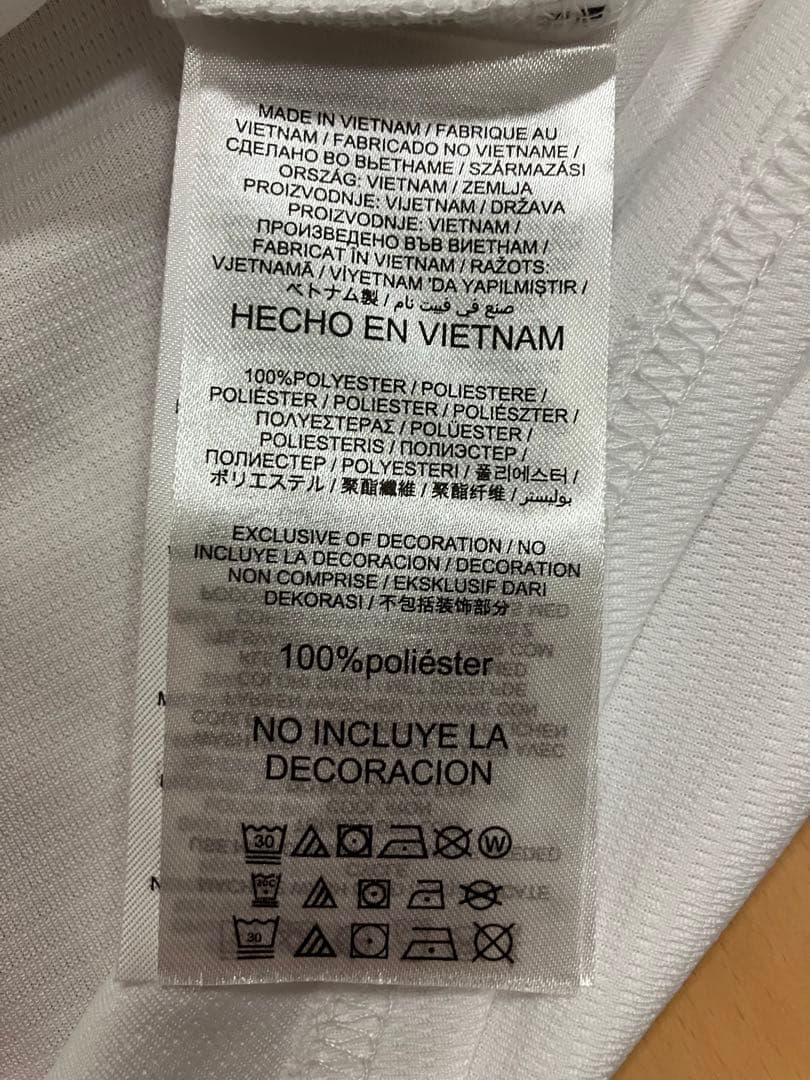 MADE IN VIETNAM / FABRIQUE AU
VIETNAM / FABRICADO NO VIETNAME /
СДЕЛАНО ВО ВЬЕТНАМЕ / SZÁRMAZÁSI
ORSZÁG: VIETNAM / ZEMLJA
PROIZVODNJE: VIJETNAM / DRŽAVA
PROIZVODNJE: VIETNAM /
ПРОИЗВЕДЕНО ВЪВ ВИЕТНАМ /
FABRICAT ÎN VIETNAM / RAŽOTS:
VJETNAMĀ / VİYETNAM 'DA YAPILMIŞTIR /
ベトナム製 / صنع في فييت نام
HECHO EN VIETNAM
100%POLYESTER / POLIESTERE /
POLIÉSTER / POLIESTER / POLIÉSZTER /
ΠΟΛΥΕΣΤΕΡΑΣ / POLÜESTER /
POLIESTERIS / ПОЛИЭСТЕР /
ПОЛИЕСТЕР / POLYESTERI / 폴리에스터 /
ポリエステル / 聚酯纖維 / 聚酯纤维 / بوليستر
EXCLUSIVE OF DECORATION / NO
INCLUYE LA DECORACION / DECORATION
NON COMPRISE / EKSKLUSIF DARI
DEKORASI / 不包括装饰部分
100%poliéster
NO INCLUYE LA
DECORACION
30 W
30C
30